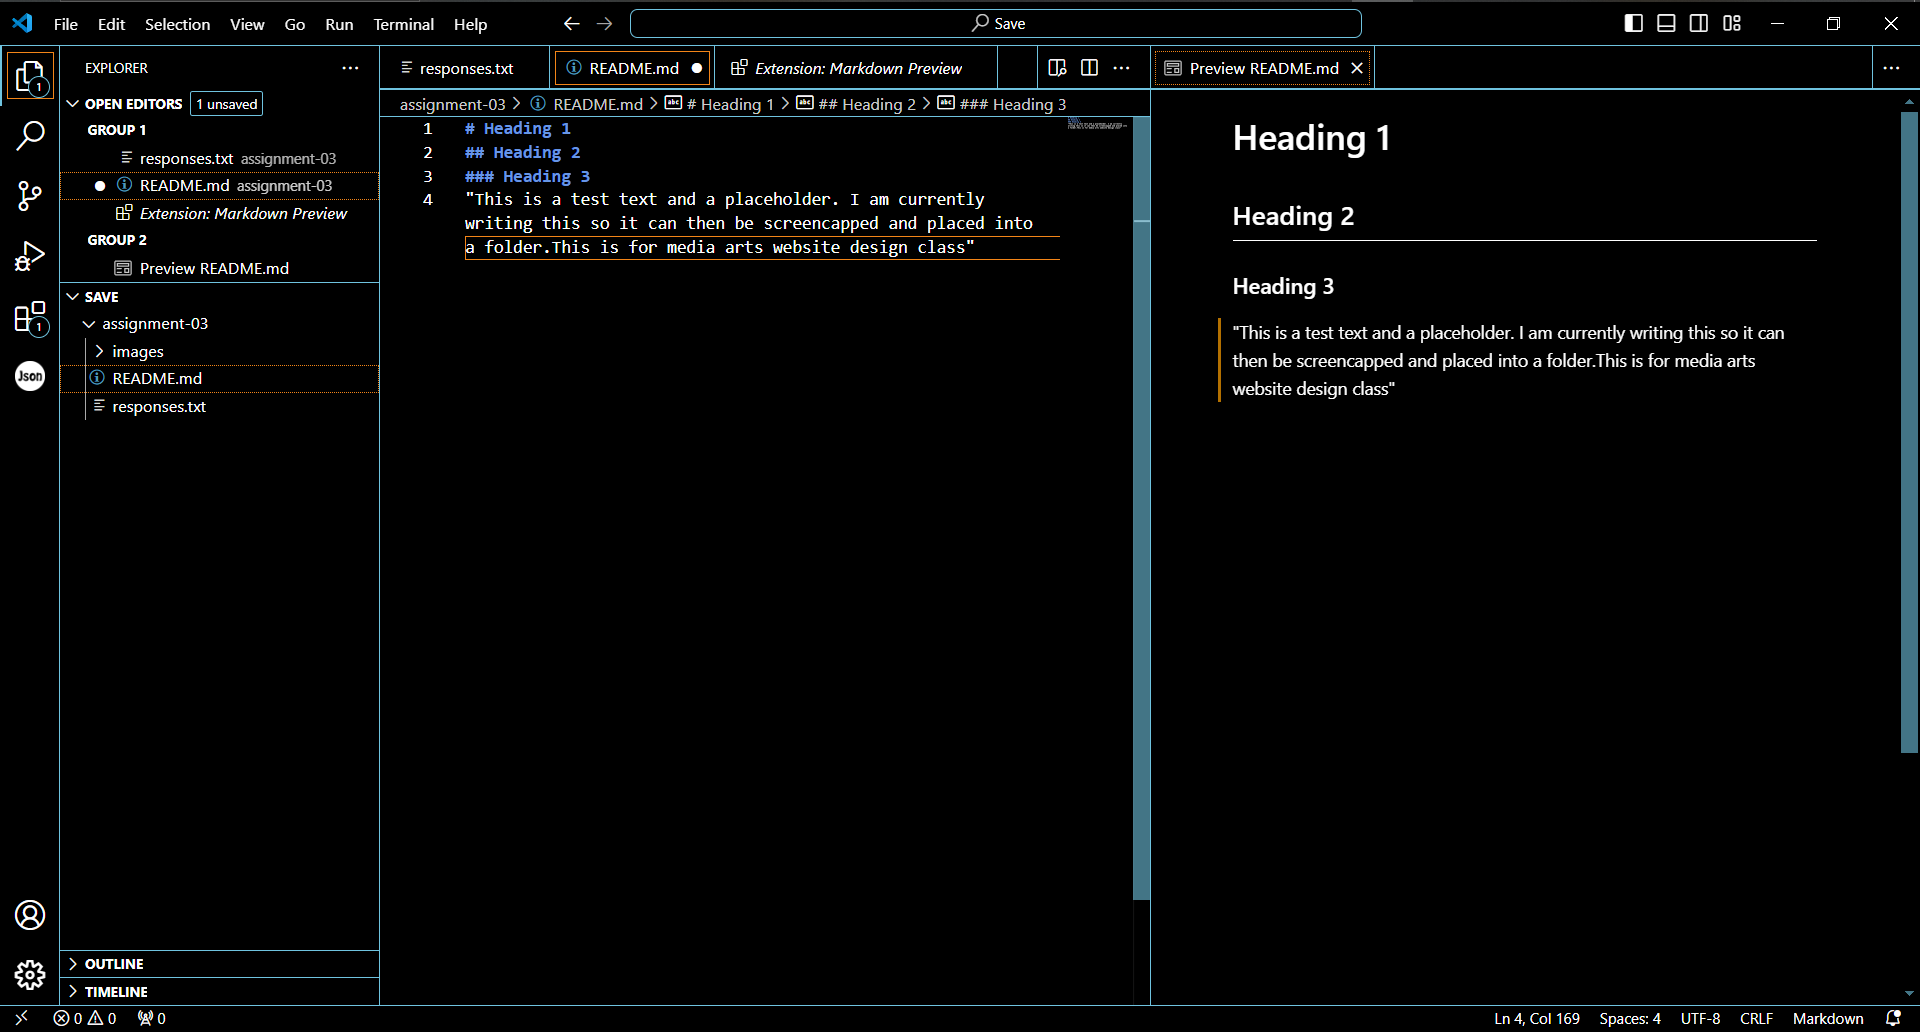 File Edit Selection View Go Run Terminal Help
Save
EXPLORER
OPEN EDITORS 1 unsaved
GROUP 1
responses.txt assignment-03
README.md assignment-03
Extension: Markdown Preview
GROUP 2
Preview README.md
SAVE
assignment-03
images
README.md
responses.txt
OUTLINE
TIMELINE
1
1
Json
responses.txt README.md Extension: Markdown Preview
assignment-03 > README.md > abc # Heading 1 > abc ## Heading 2 > abc ### Heading 3
1 # Heading 1
2 ## Heading 2
3 ### Heading 3
4 "This is a test text and a placeholder. I am currently
writing this so it can then be screencapped and placed into
a folder.This is for media arts website design class"
Preview README.md
Heading 1
Heading 2
Heading 3
"This is a test text and a placeholder. I am currently writing this so it can
then be screencapped and placed into a folder.This is for media arts
website design class"
0 0 0
Ln 4, Col 169 Spaces: 4 UTF-8 CRLF Markdown